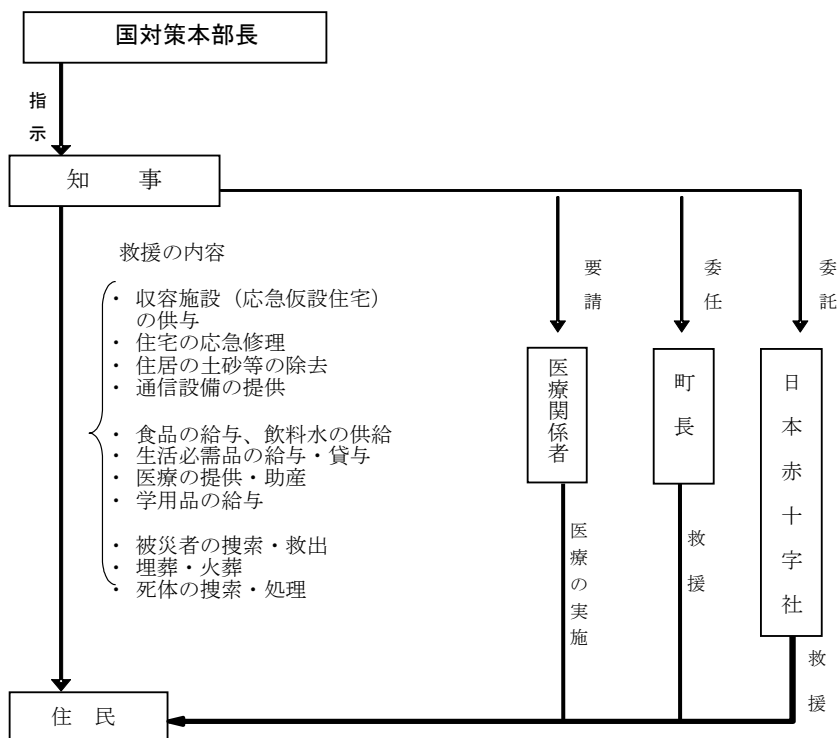 国対策本部長
指示
知　事
救援の内容
・ 収容施設（応急仮設住宅）
の供与
・ 住宅の応急修理
・ 住居の土砂等の除去
・ 通信設備の提供
・ 食品の給与、飲料水の供給
・ 生活必需品の給与・貸与
・ 医療の提供・助産
・ 学用品の給与
・ 被災者の捜索・救出
・ 埋葬・火葬
・ 死体の捜索・処理
要請
委任
委託
医療関係者
町長
日本赤十字社
医療の実施
救援
救援
住　民